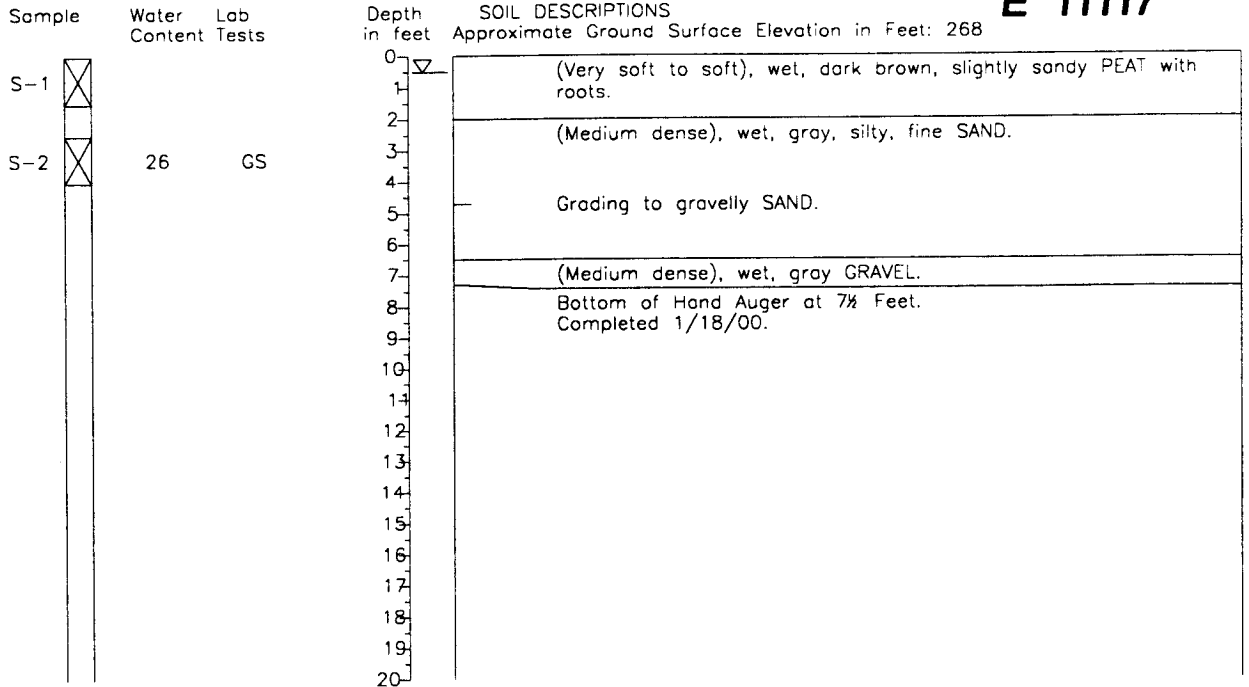 Sample Water Content Lab Tests Depth in feet SOIL DESCRIPTIONS
Approximate Ground Surface Elevation in Feet: 268
S-1
S-2 26 GS
0
1
2
3
4
5
6
7
8
9
10
11
12
13
14
15
16
17
18
19
20
(Very soft to soft), wet, dark brown, slightly sandy PEAT with
roots.
(Medium dense), wet, gray, silty, fine SAND.
Grading to gravelly SAND.
(Medium dense), wet, gray GRAVEL.
Bottom of Hand Auger at 7½ Feet.
Completed 1/18/00.